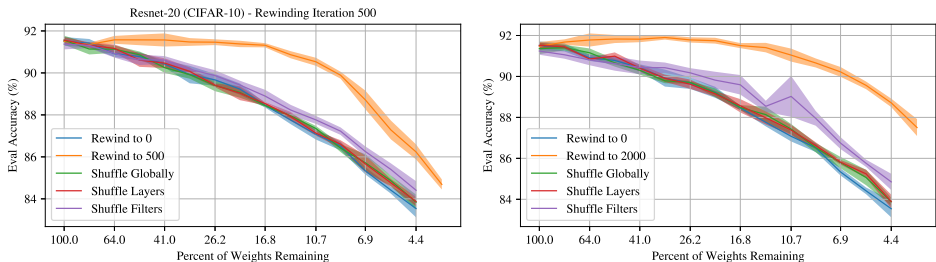 Resnet-20 (CIFAR-10) - Rewinding Iteration 500
Eval Accuracy (%)
92
90
88
86
84
Rewind to 0
Rewind to 500
Shuffle Globally
Shuffle Layers
Shuffle Filters
100.0 64.0 41.0 26.2 16.8 10.7 6.9 4.4
Percent of Weights Remaining
Eval Accuracy (%)
92
90
88
86
84
Rewind to 0
Rewind to 2000
Shuffle Globally
Shuffle Layers
Shuffle Filters
100.0 64.0 41.0 26.2 16.8 10.7 6.9 4.4
Percent of Weights Remaining